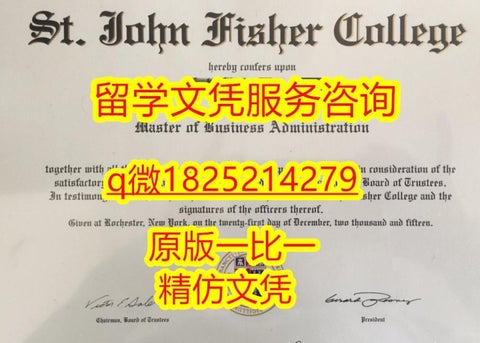 St. John Fisher College
hereby confers upon
留学文凭服务咨询
Master of Business Administration
together with all the
consideration of the
q微1825214279
satisfactory
Board of Trustees.
In testimony
Fisher College and the
signatures of the officers thereof.
Given at Rochester, New York, on the twenty-first day of December, two thousand and fifteen.
原版一比一
精仿文凭
Chairman, Board of Trustees
President